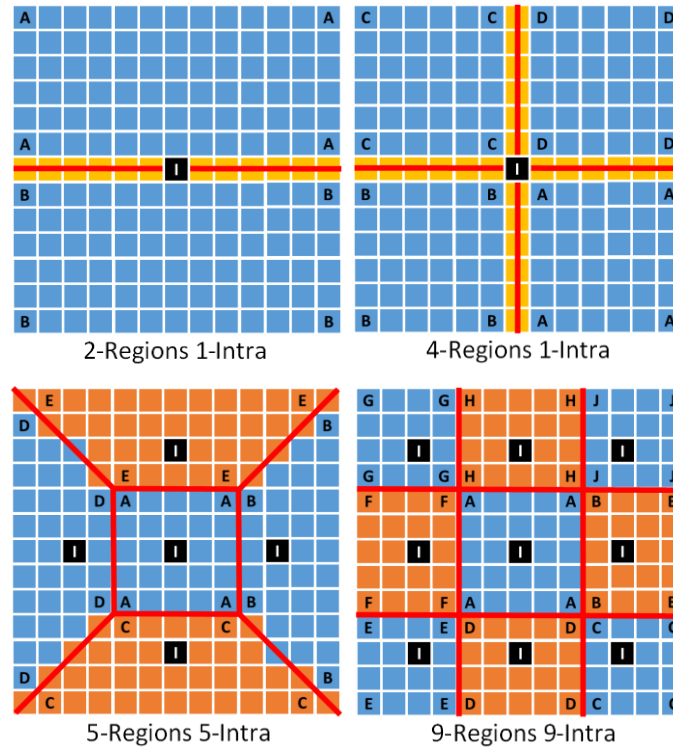 A A C C D D
A A C C D D
I I
B B B B A A
B B B B A A
2-Regions 1-Intra 4-Regions 1-Intra
E E G G H H J J
D B
I I I I
E E G G H H J J
D A A B F F A A B B
I I I I I I
D A A B F F A A B B
C C E E D D C C
I I I I
D B
C C E E D D C C
5-Regions 5-Intra 9-Regions 9-Intra